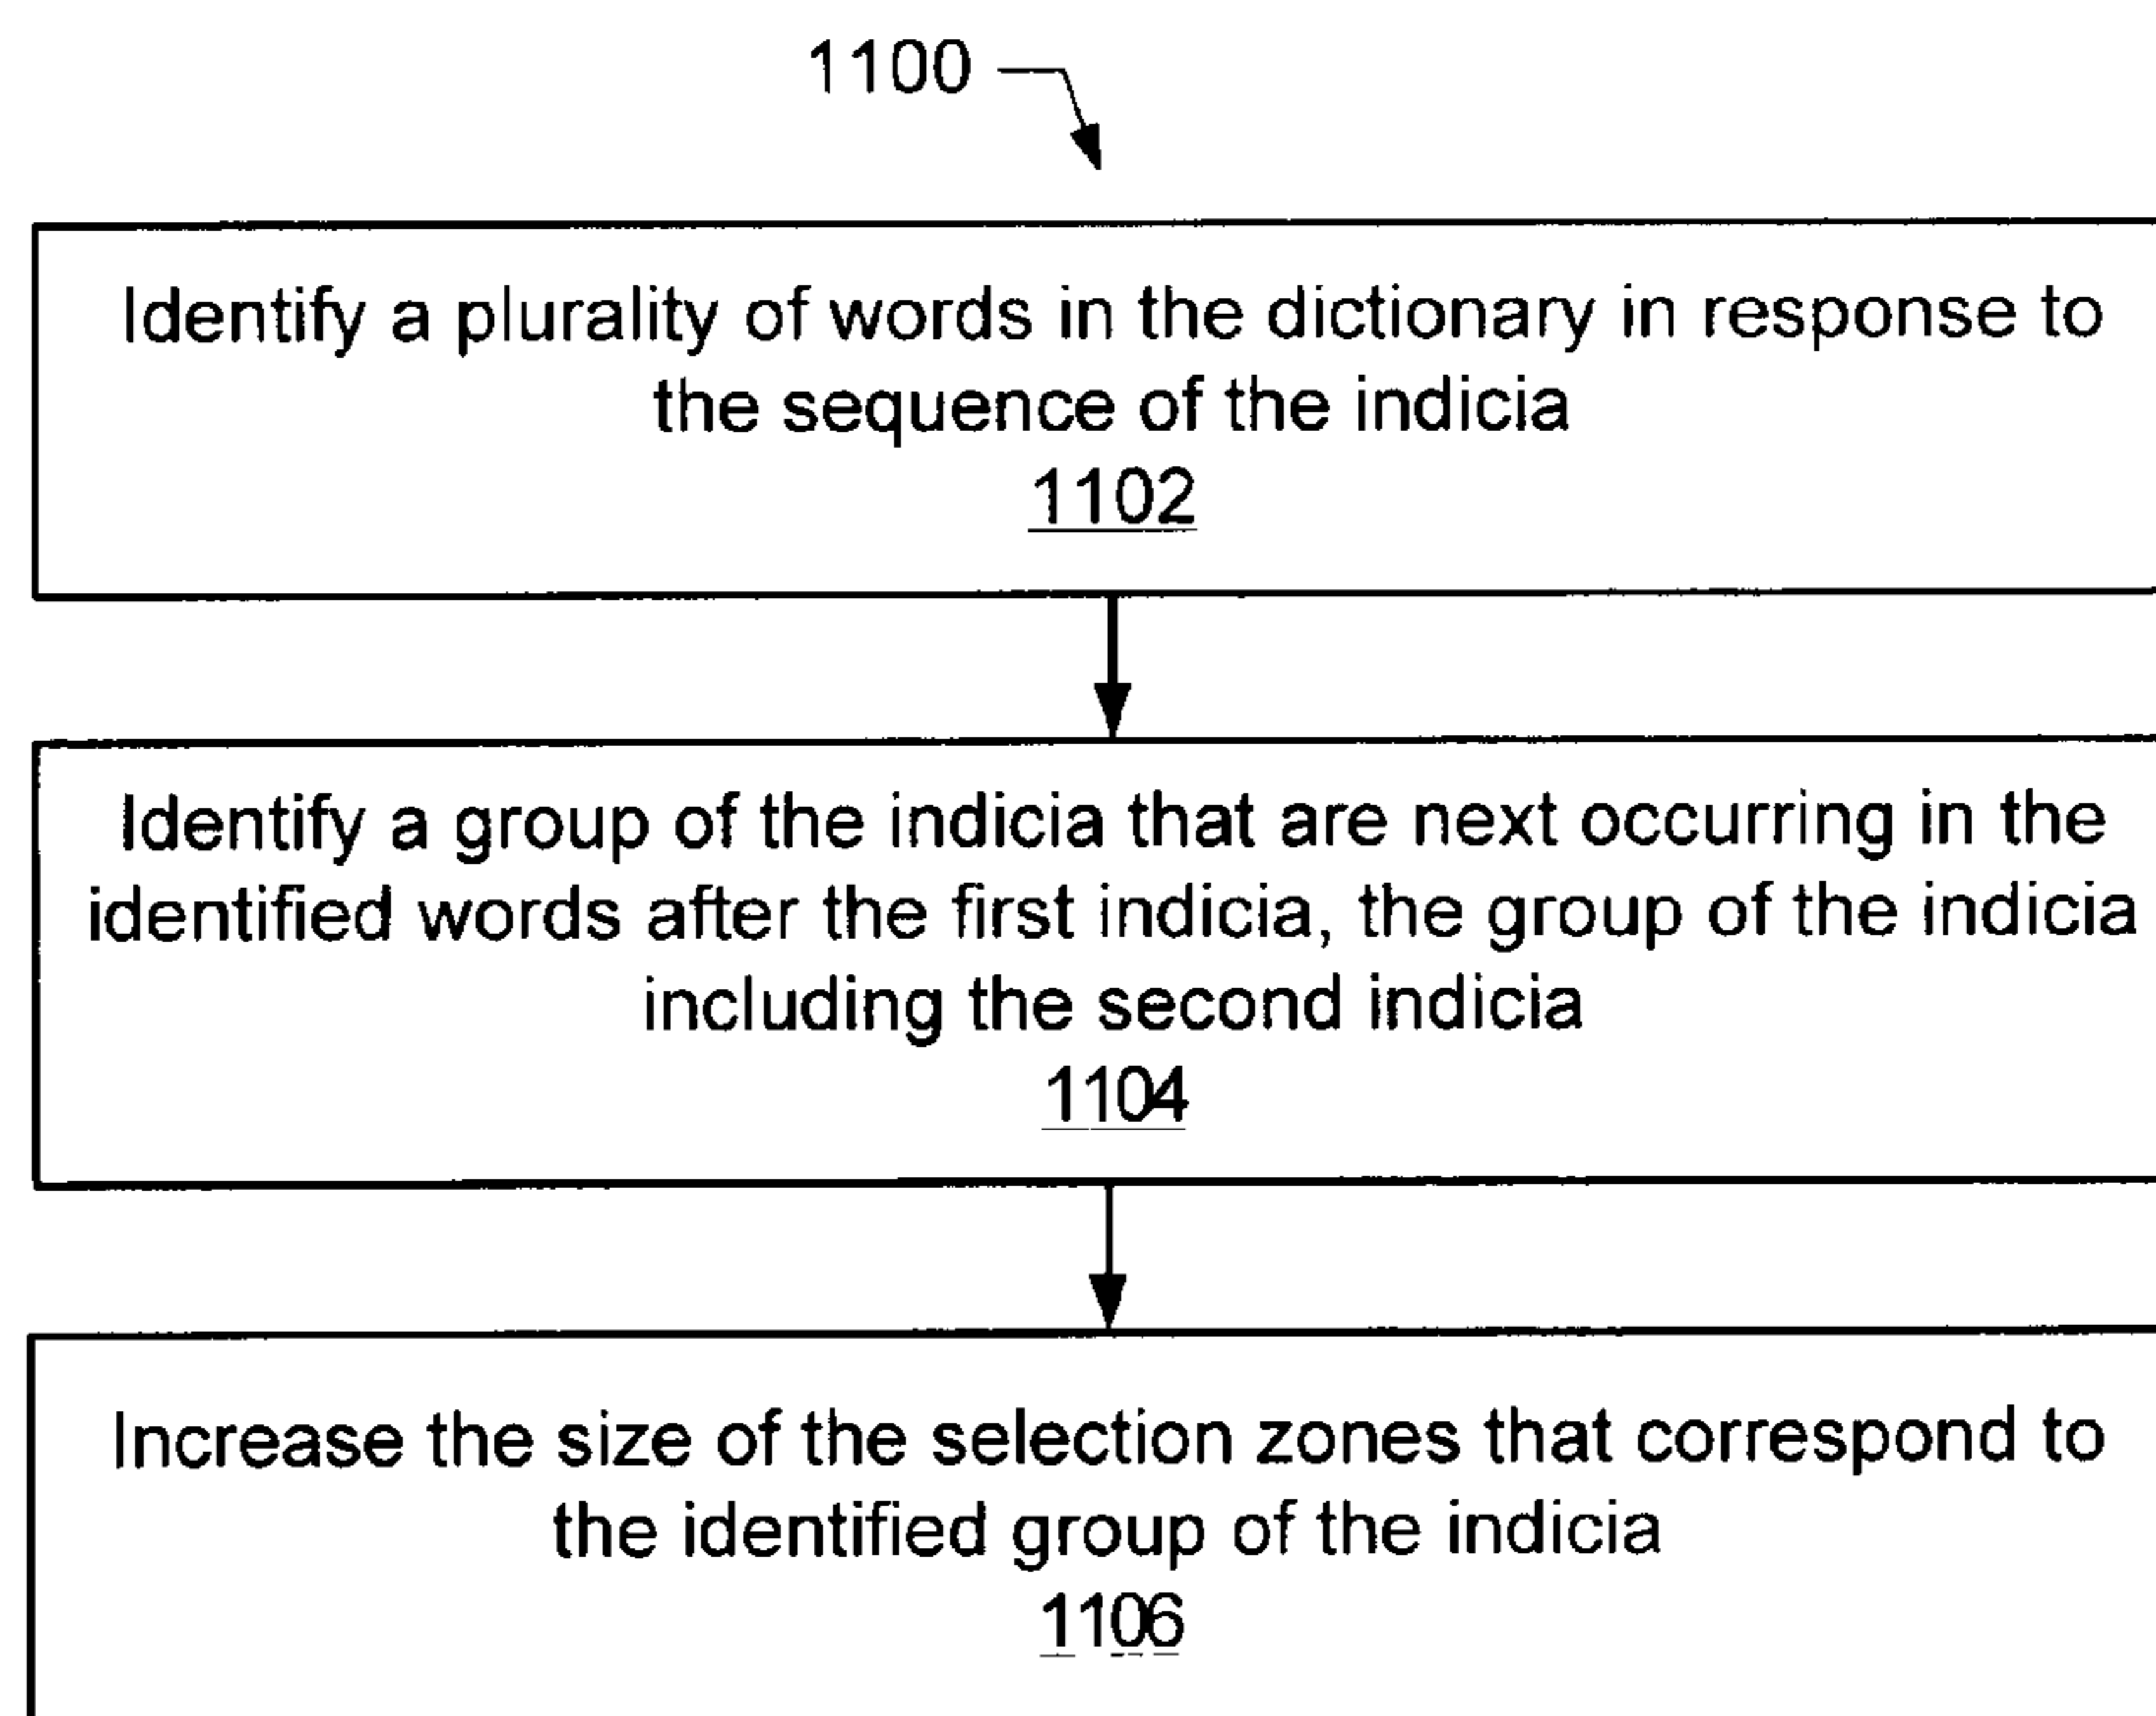 1100
Identify a plurality of words in the dictionary in response to
the sequence of the indicia
1102
Identify a group of the indicia that are next occurring in the
identified words after the first indicia, the group of the indicia
including the second indicia
1104
Increase the size of the selection zones that correspond to
the identified group of the indicia
1106